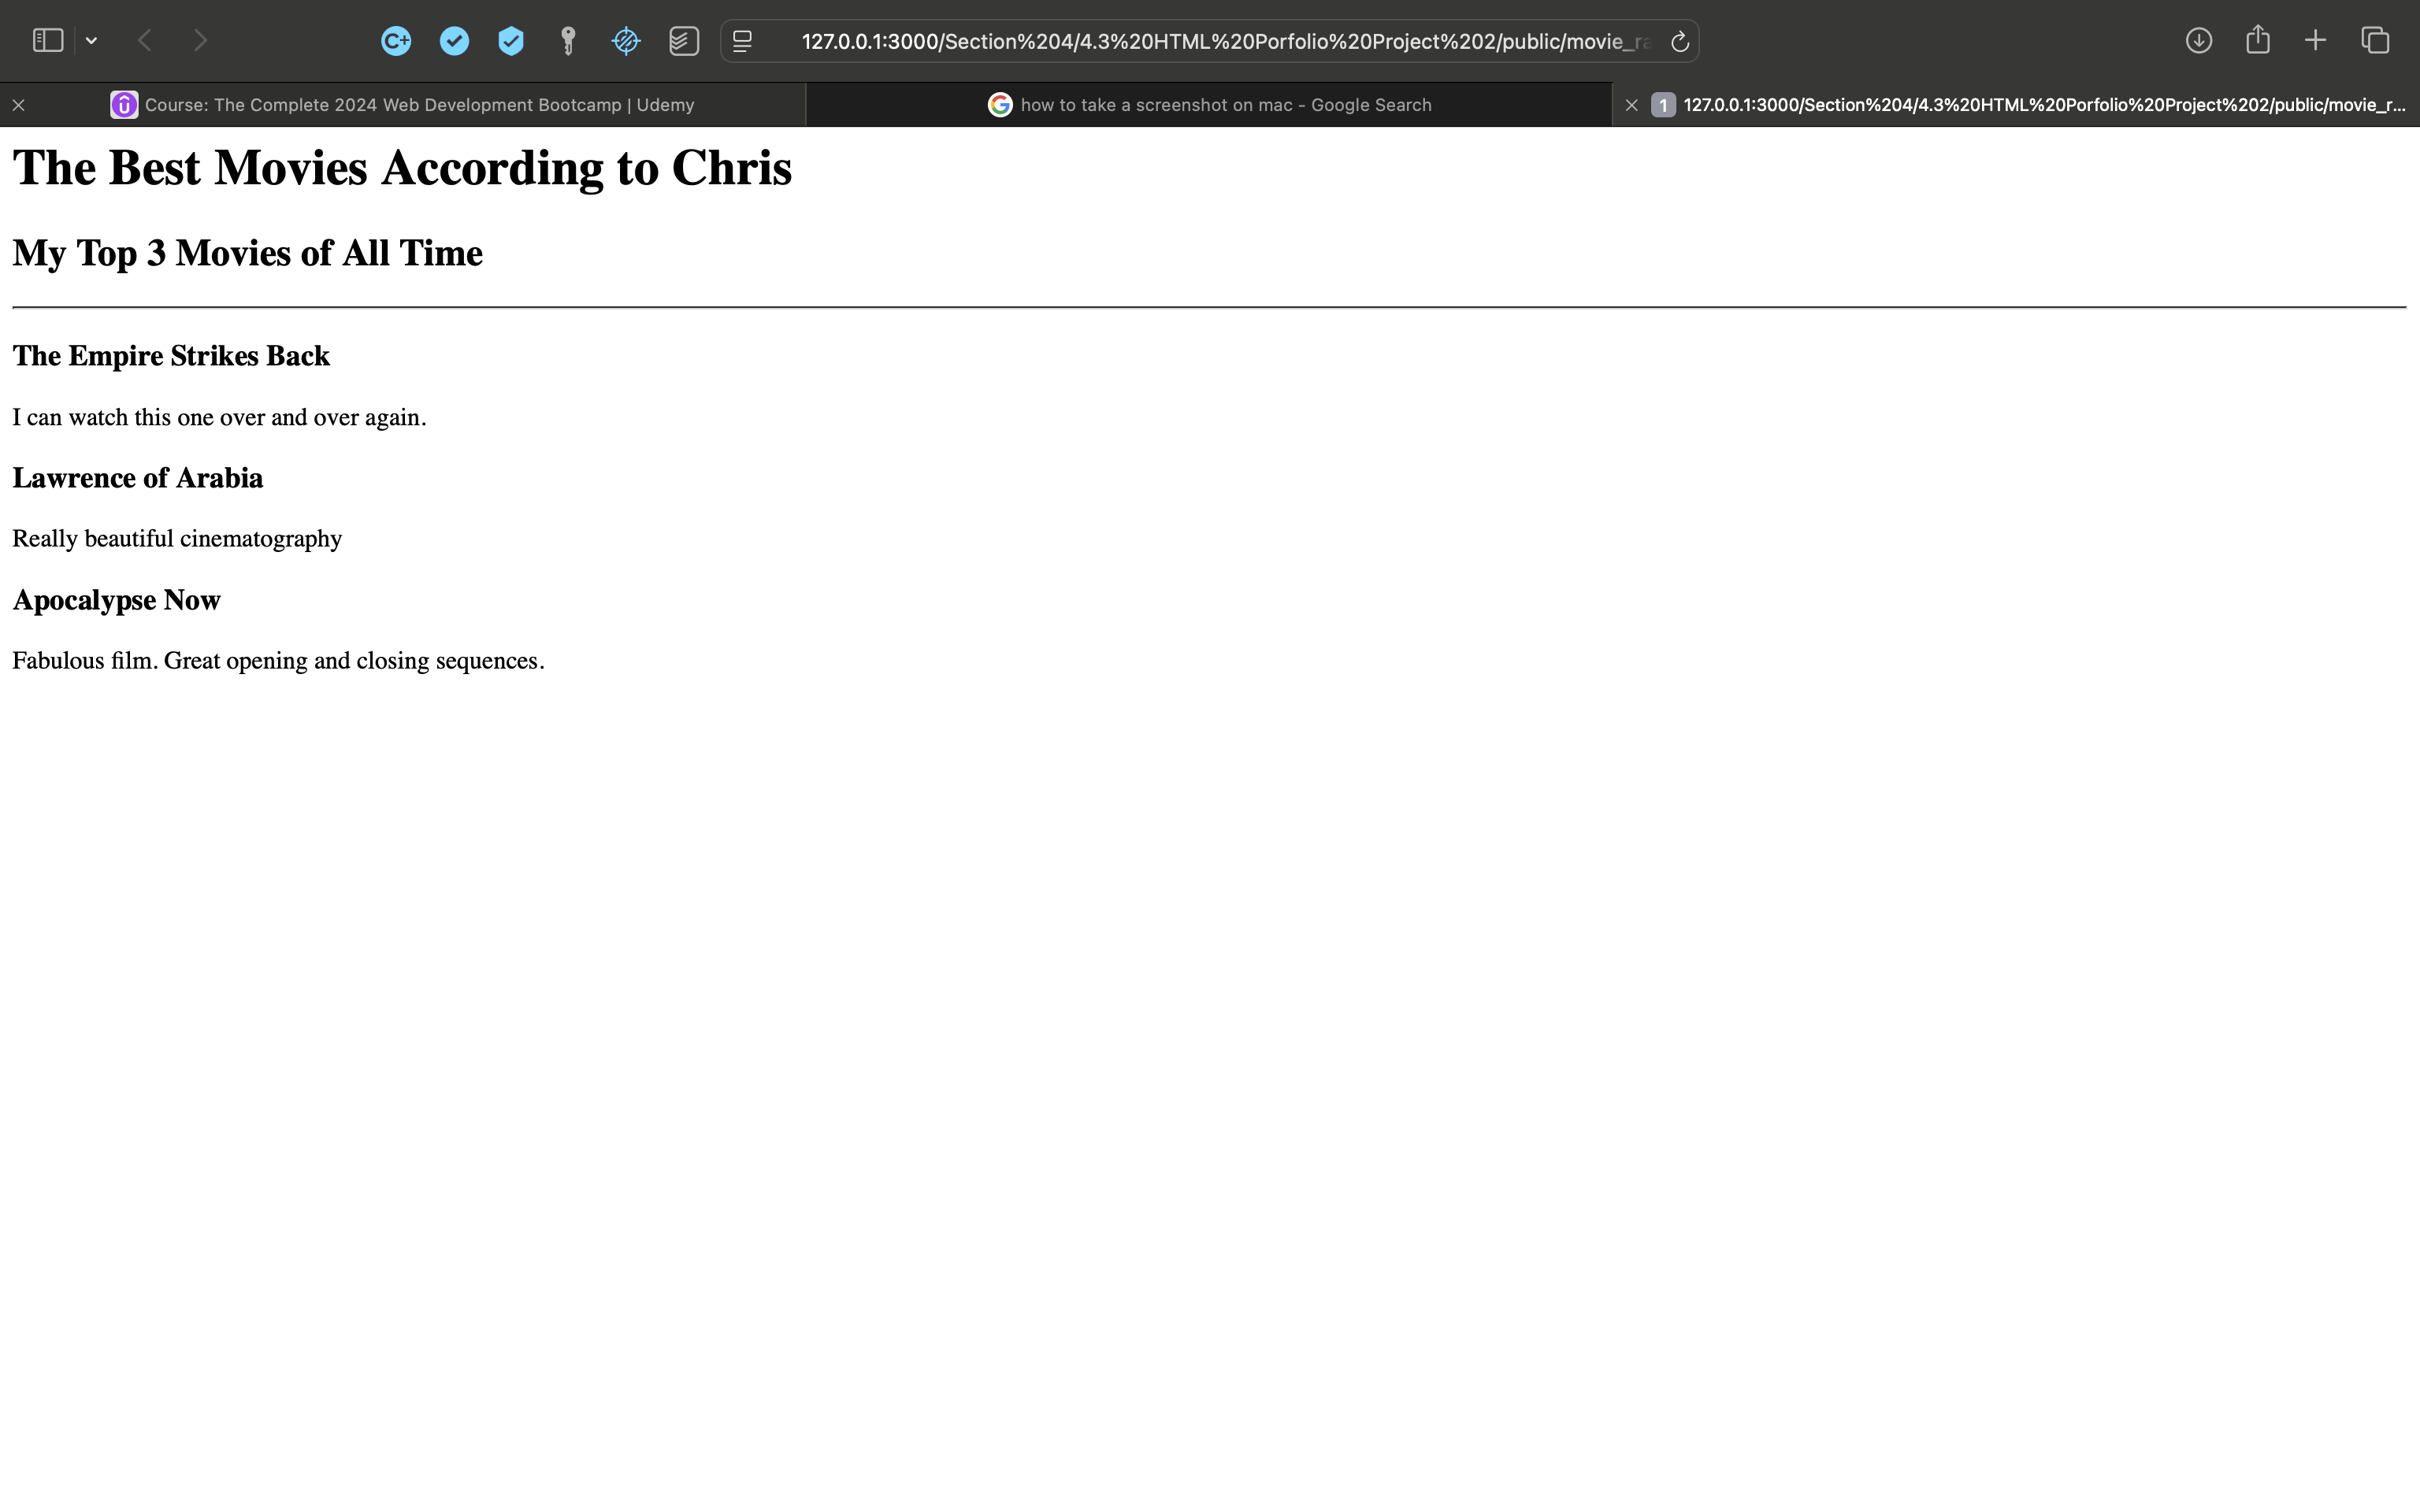 127.0.0.1:3000/Section%204/4.3%20HTML%20Porfolio%20Project%202/public/movie_ra
Course: The Complete 2024 Web Development Bootcamp | Udemy
how to take a screenshot on mac - Google Search
1 127.0.0.1:3000/Section%204/4.3%20HTML%20Porfolio%20Project%202/public/movie_r...
The Best Movies According to Chris
My Top 3 Movies of All Time
The Empire Strikes Back
I can watch this one over and over again.
Lawrence of Arabia
Really beautiful cinematography
Apocalypse Now
Fabulous film. Great opening and closing sequences.